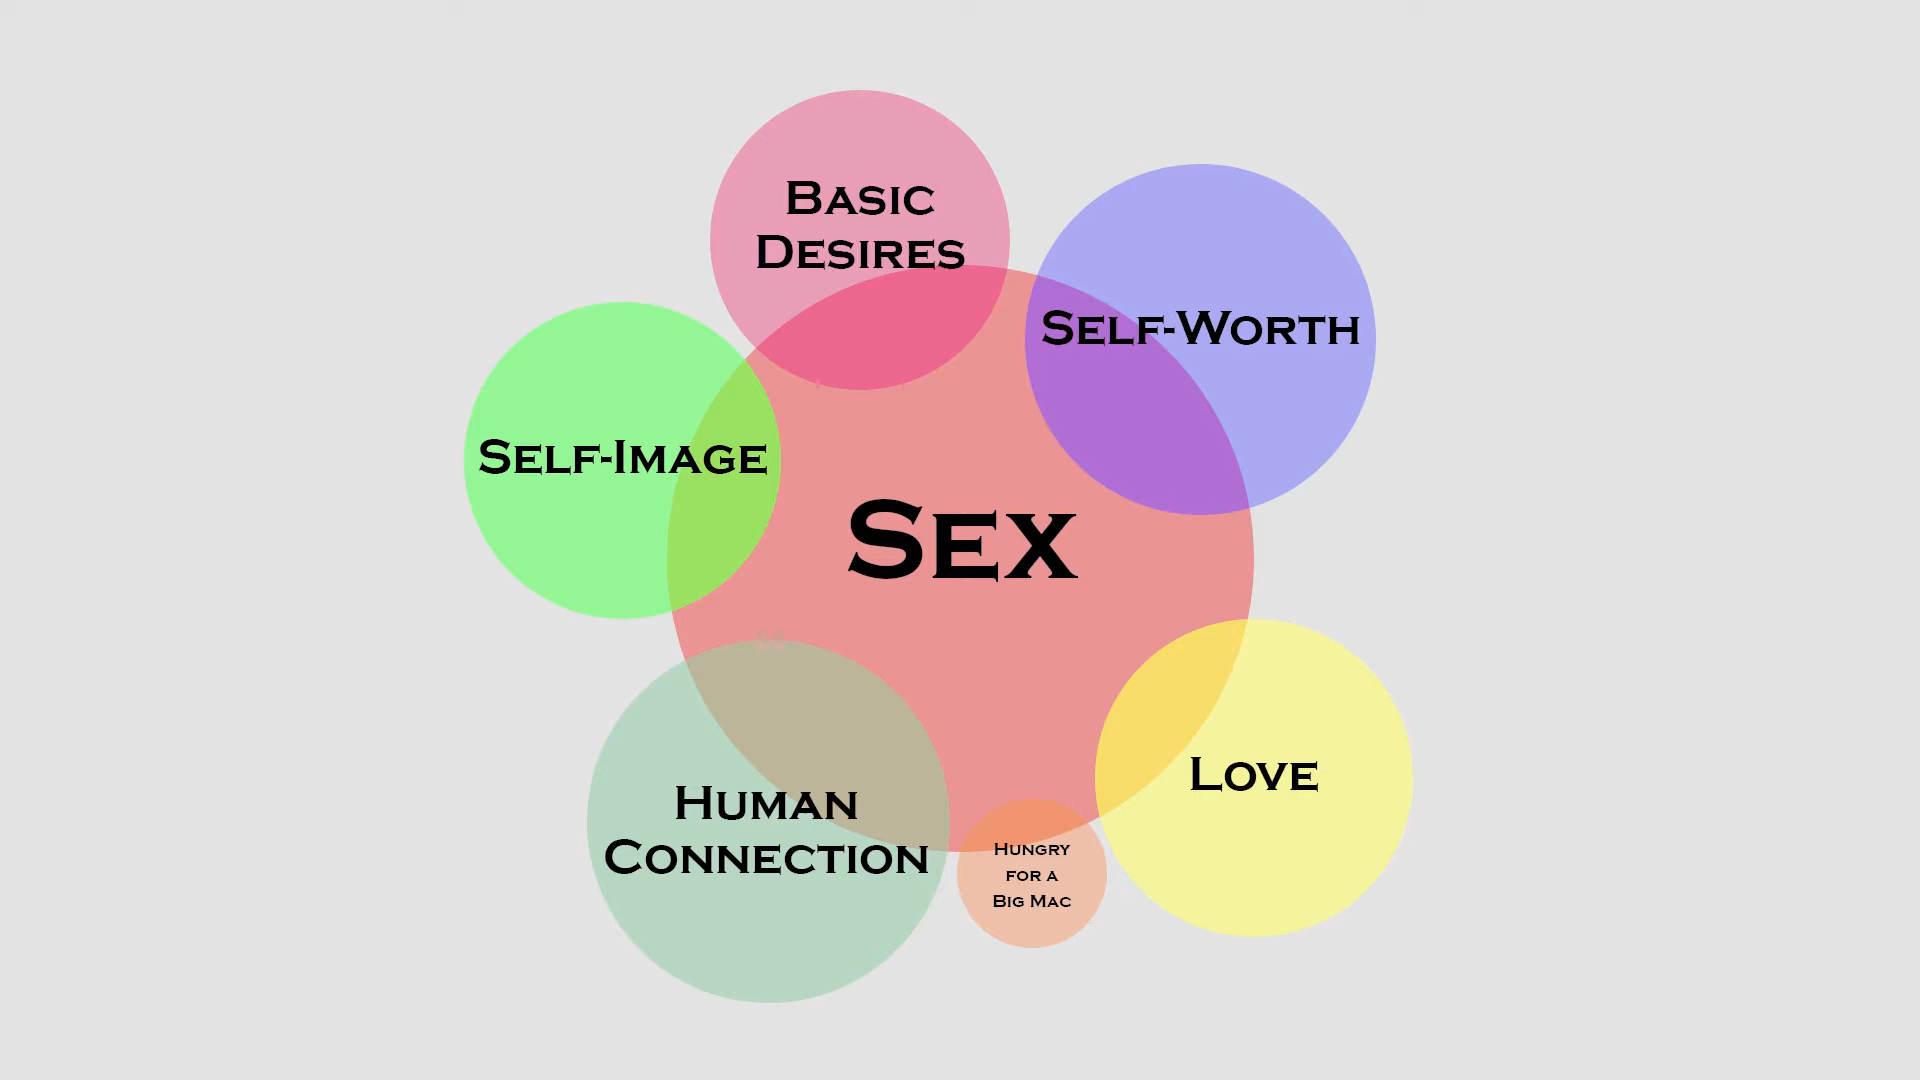 Basic
Desires
Self-Worth
Self-Image
Sex
Human
Connection
Love
Hungry
for a
Big Mac